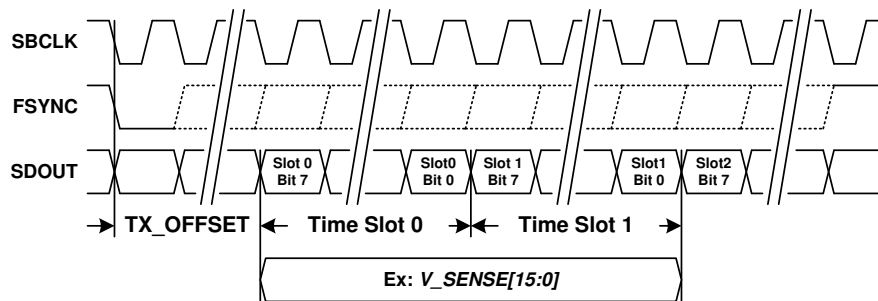 SBCLK
FSYNC
SDOUT
Slot 0
Bit 7
Slot0
Bit 0
Slot 1
Bit 7
Slot1
Bit 0
Slot2
Bit 7
TX_OFFSET
Time Slot 0
Time Slot 1
Ex: V_SENSE[15:0]